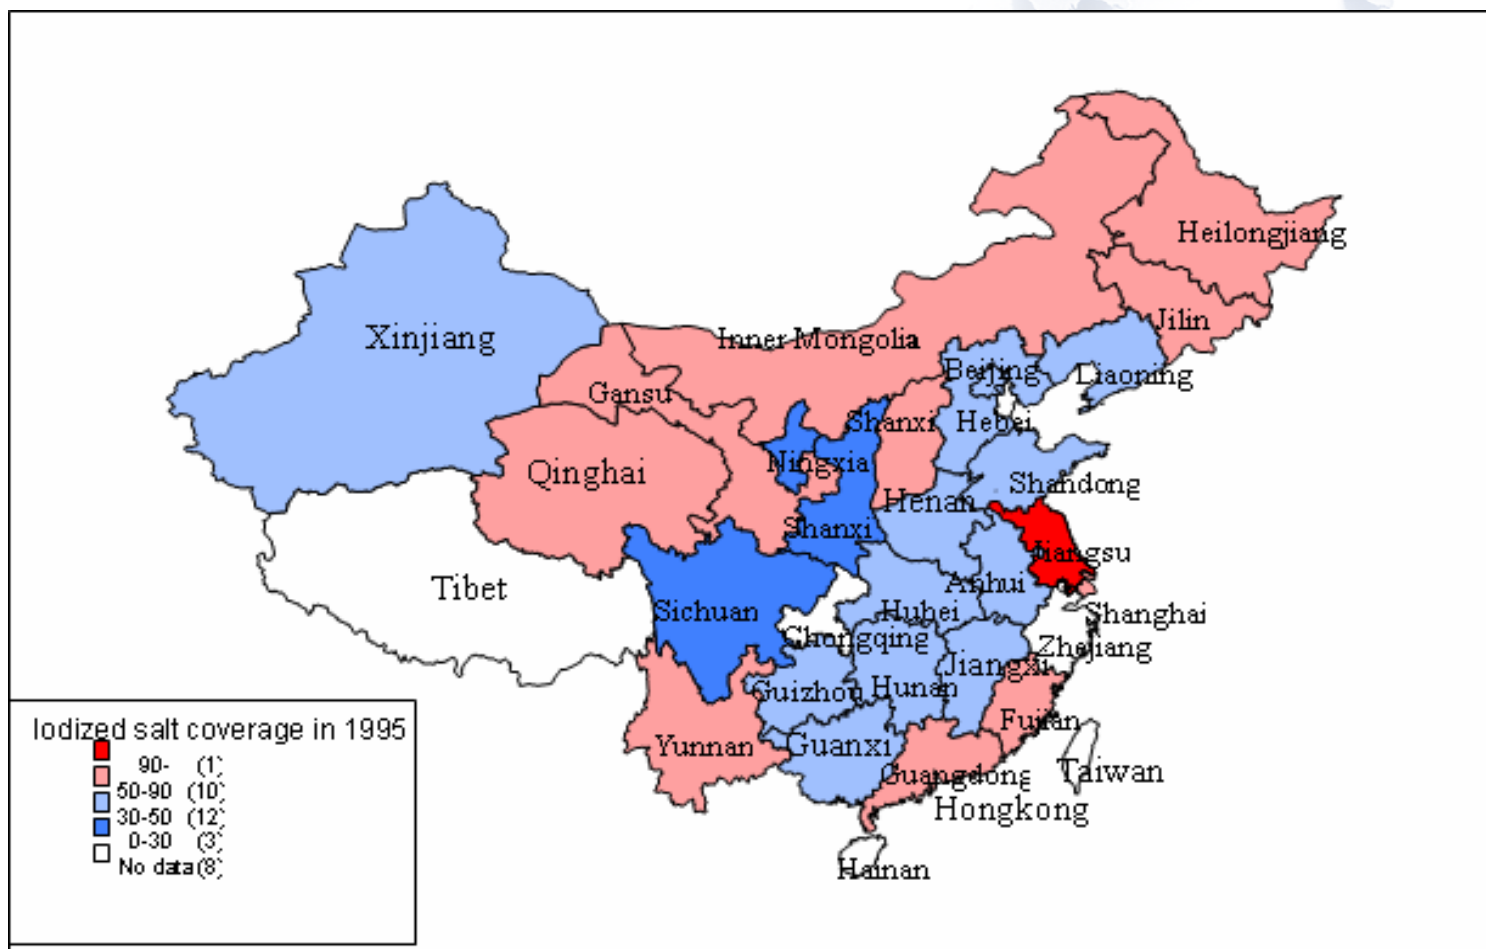 Heilongjiang
Jilin
Xinjiang
Inner Mongolia
Beijing
Liaoning
Gansu
Shanxi
Hebei
Qinghai
Ningxia
Shandong
Henan
Shanxi
Jiangsu
Tibet
Anhui
Sichuan
Hubei
Shanghai
Chongqing
Zhejiang
Jiangxi
Guizhou
Hunan
Fujian
Yunnan
Guanxi
Guangdong
Taiwan
Hongkong
Hainan
Iodized salt coverage in 1995
90- (1)
50-90 (10)
30-50 (12)
0-30 (3)
No data (8)